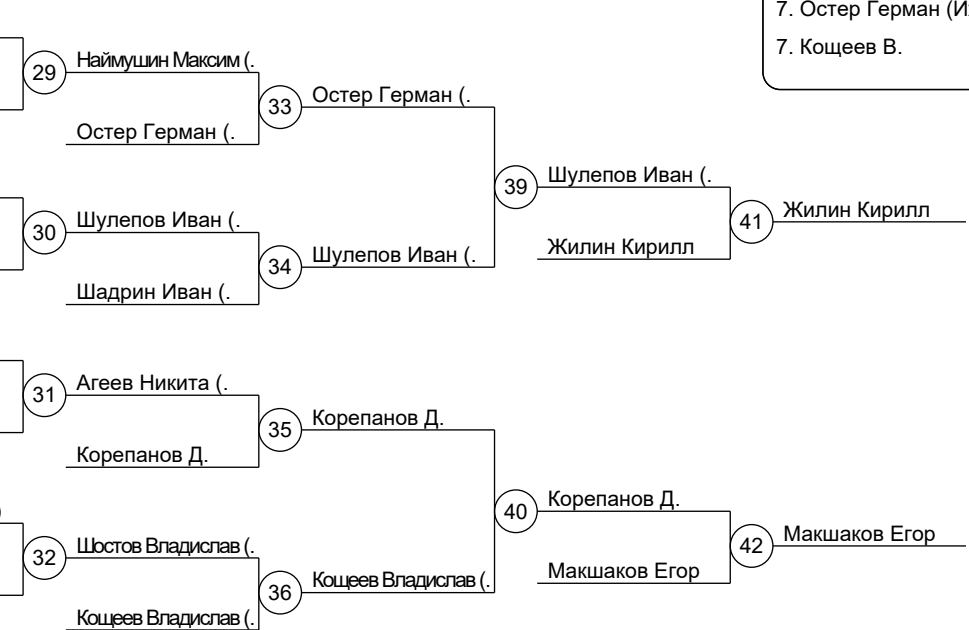 7. Остер Герман (И
7. Кощеев В.
29
Наймушин Максим (.
33
Остер Герман (.
Остер Герман (.
39
Шулепов Иван (.
30
Шулепов Иван (.
34
Шулепов Иван (.
Шадрин Иван (.
Жилин Кирилл
41
Жилин Кирилл
31
Агеев Никита (.
35
Корепанов Д.
Корепанов Д.
40
Корепанов Д.
32
Шостов Владислав (.
36
Кощеев Владислав (.
Кощеев Владислав (.
Макшаков Егор
42
Макшаков Егор